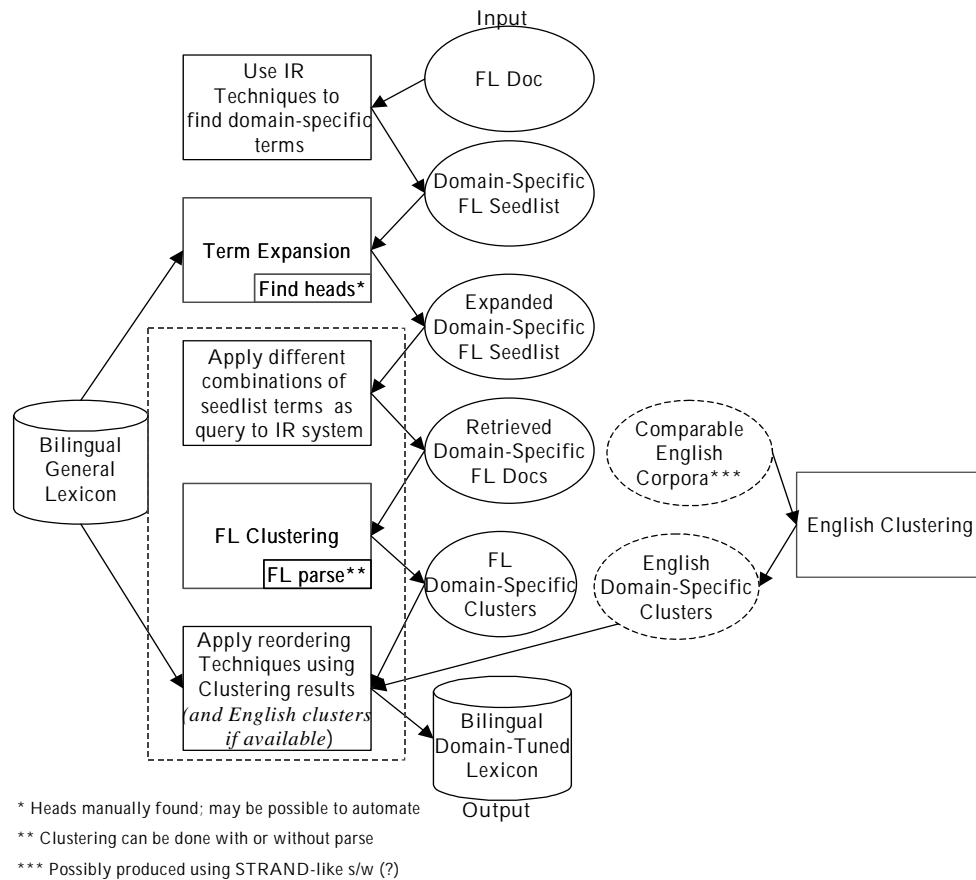 Input
FL Doc
Use IR
Techniques to
find domain-specific
terms
Domain-Specific
FL Seedlist
Term Expansion
Find heads*
Expanded
Domain-Specific
FL Seedlist
Apply different
combinations of
seedlist terms as
query to IR system
Retrieved
Domain-Specific
FL Docs
Bilingual
General
Lexicon
Comparable
English
Corpora***
English Clustering
FL Clustering
FL parse**
FL
Domain-Specific
Clusters
English
Domain-Specific
Clusters
Apply reordering
Techniques using
Clustering results
(and English clusters
if available)
Bilingual
Domain-Tuned
Lexicon
Output
* Heads manually found; may be possible to automate
** Clustering can be done with or without parse
*** Possibly produced using STRAND-like s/w (?)